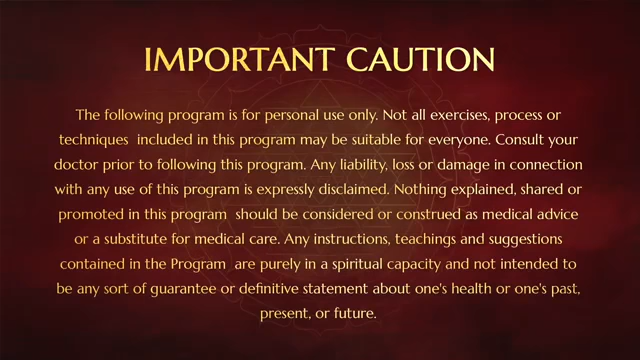 IMPORTANT CAUTION
The following program is for personal use only. Not all exercises, process or
techniques included in this program may be suitable for everyone. Consult your
doctor prior to following this program. Any liability, loss or damage in connection
with any use of this program is expressly disclaimed. Nothing explained, shared or
promoted in this program should be considered or construed as medical advice
or a substitute for medical care. Any instructions, teachings and suggestions
contained in the Program are purely in a spiritual capacity and not intended to
be any sort of guarantee or definitive statement about one's health or one's past,
present, or future.